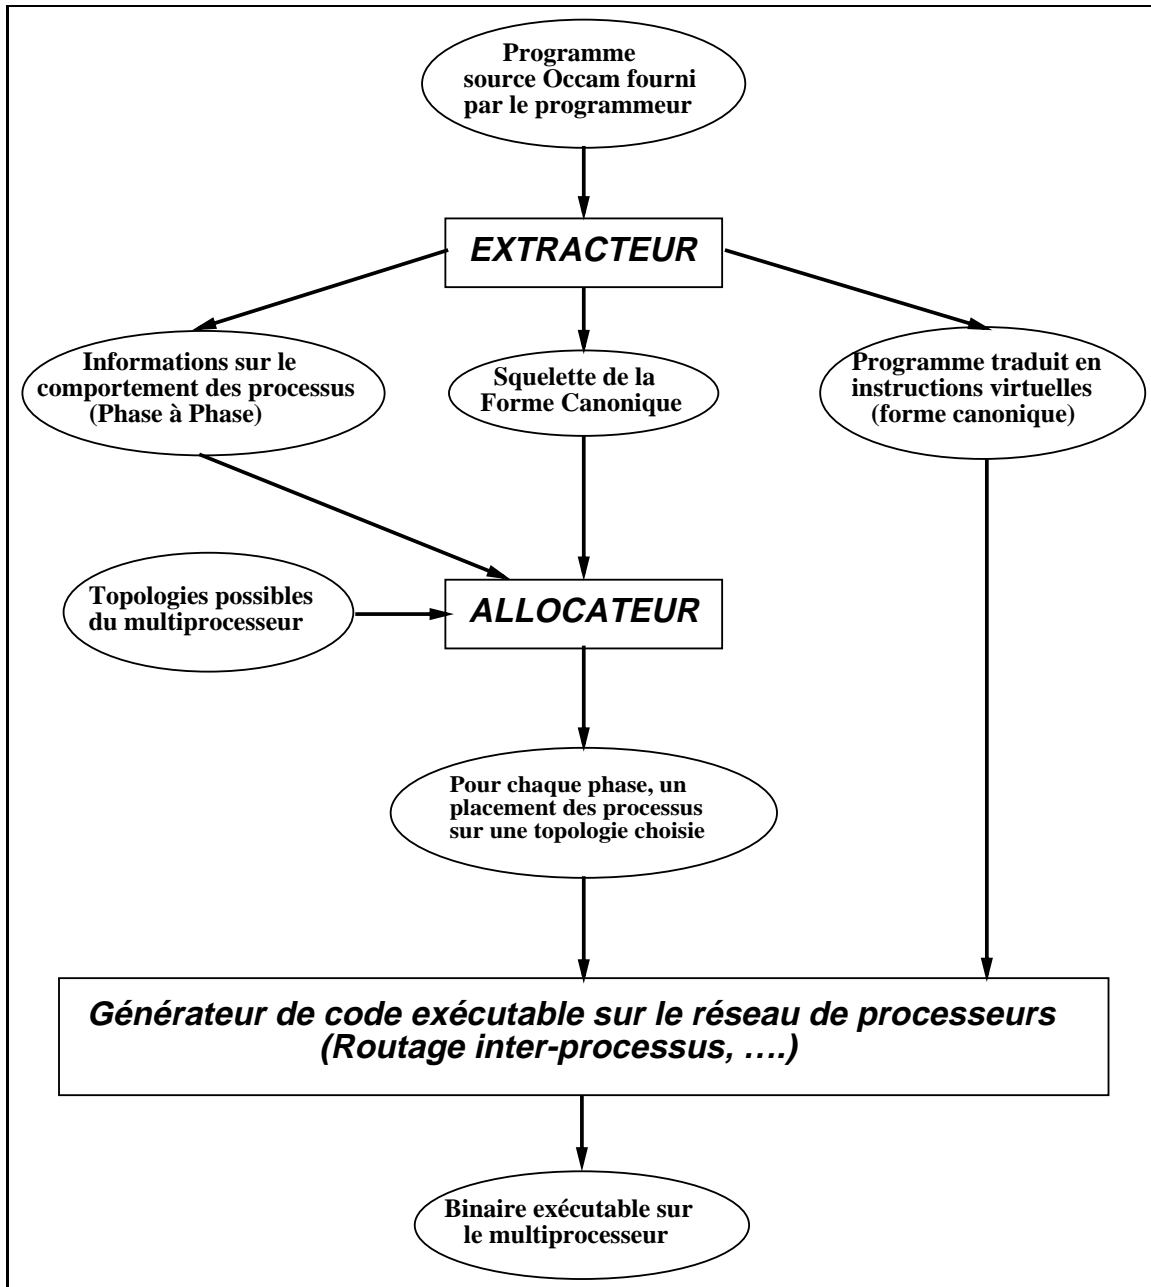 Programme
source Occam fourni
par le programmeur
EXTRACTEUR
Informations sur le
comportement des processus
(Phase à Phase)
Squelette de la
Forme Canonique
Programme traduit en
instructions virtuelles
(forme canonique)
Topologies possibles
du multiprocesseur
ALLOCATEUR
Pour chaque phase, un
placement des processus
sur une topologie choisie
Générateur de code exécutable sur le réseau de processeurs
(Routage inter-processus, ....)
Binaire exécutable sur
le multiprocesseur